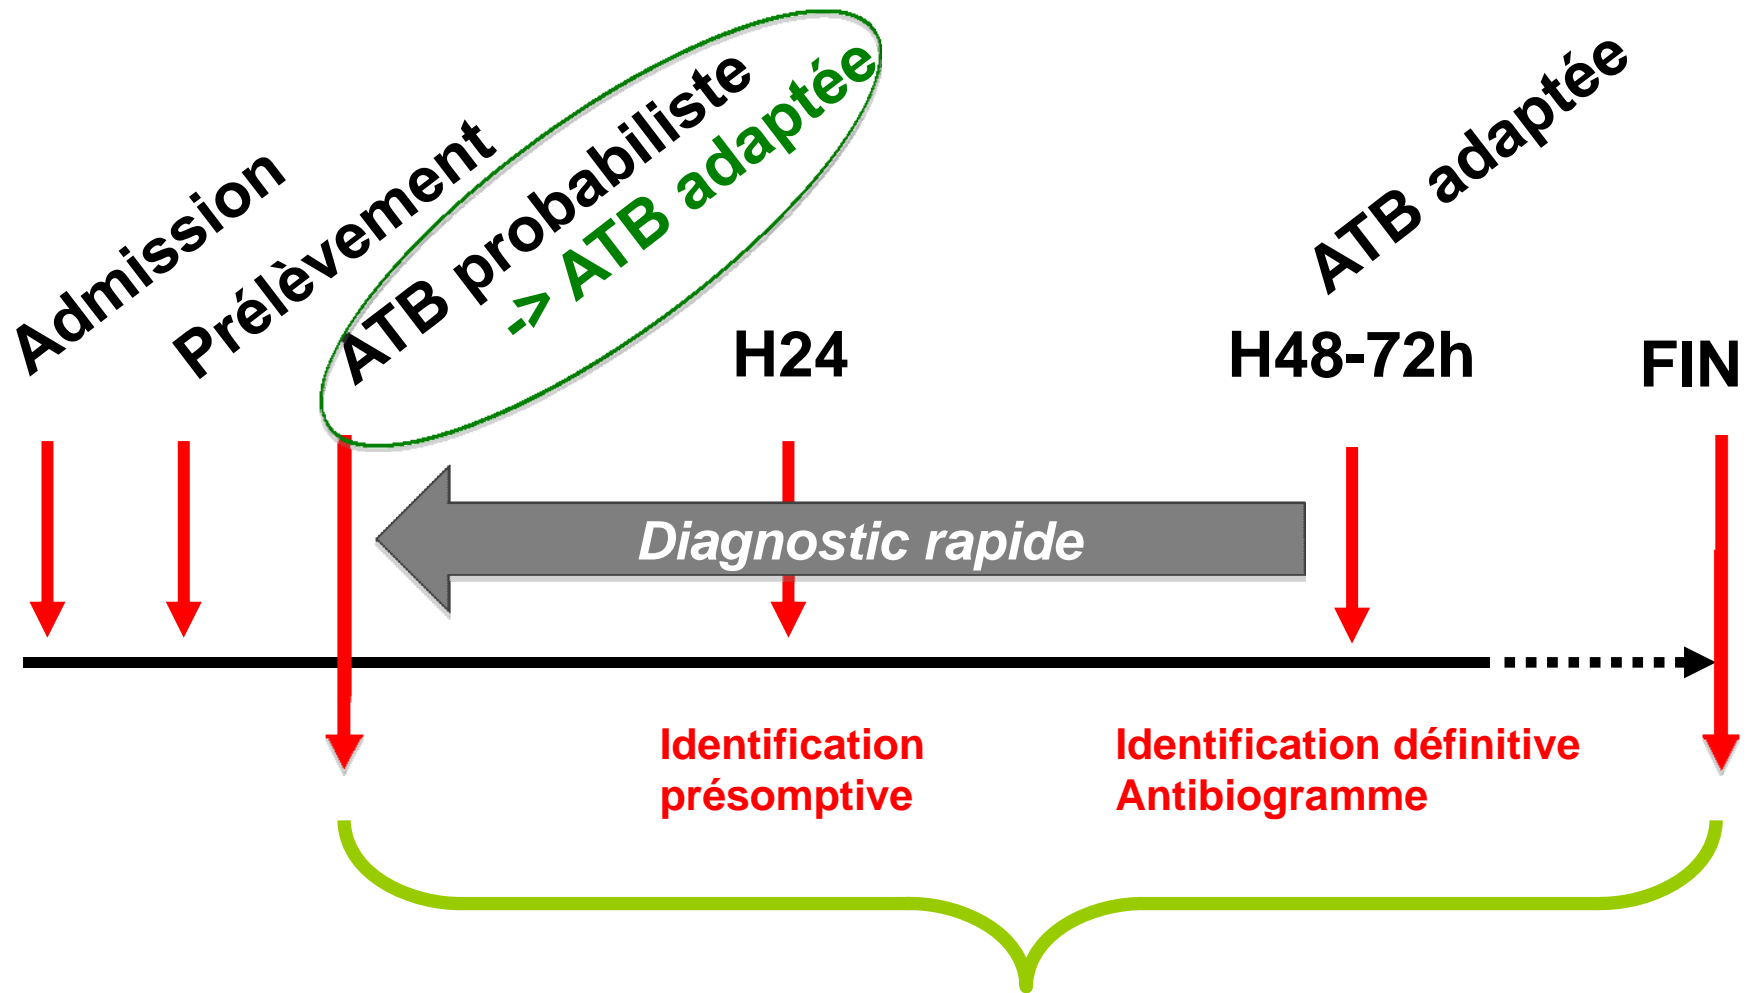 Admission
Prélèvement
ATB probabiliste
-> ATB adaptée
ATB adaptée
H24
H48-72h
FIN
Diagnostic rapide
Identification
présomptive
Identification définitive
Antibiogramme